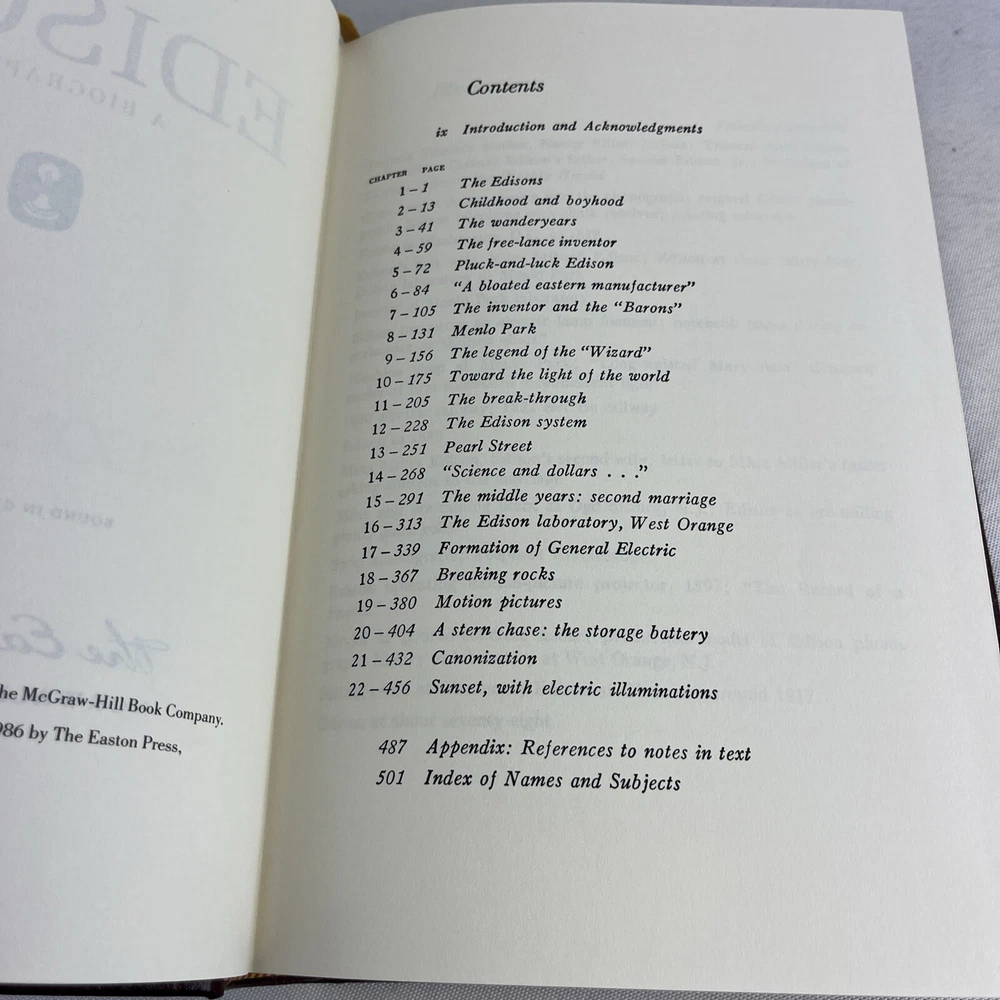 he McGraw-Hill Book Company.
986 by The Easton Press,
Contents
ix Introduction and Acknowledgments
CHAPTER PAGE
1–1 The Edisons
2–13 Childhood and boyhood
3–41 The wanderyears
4–59 The free-lance inventor
5–72 Pluck-and-luck Edison
6–84 “A bloated eastern manufacturer”
7–105 The inventor and the “Barons”
8–131 Menlo Park
9–156 The legend of the “Wizard”
10–175 Toward the light of the world
11–205 The break-through
12–228 The Edison system
13–251 Pearl Street
14–268 “Science and dollars . . .”
15–291 The middle years: second marriage
16–313 The Edison laboratory, West Orange
17–339 Formation of General Electric
18–367 Breaking rocks
19–380 Motion pictures
20–404 A stern chase: the storage battery
21–432 Canonization
22–456 Sunset, with electric illuminations
487 Appendix: References to notes in text
501 Index of Names and Subjects